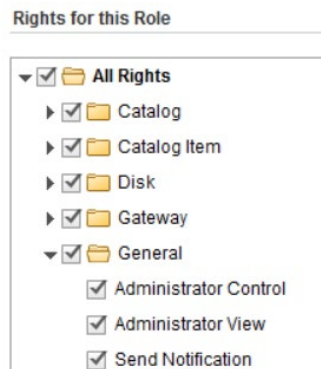 Rights for this Role
All Rights
Catalog
Catalog Item
Disk
Gateway
General
Administrator Control
Administrator View
Send Notification